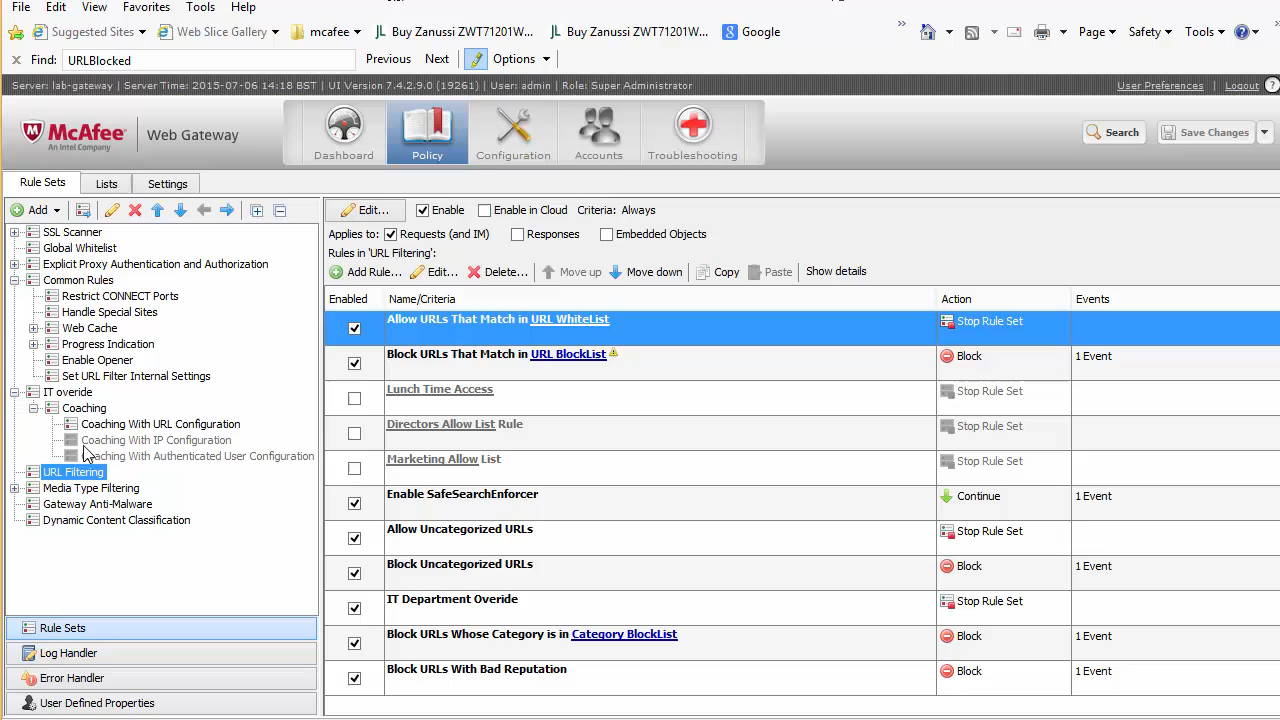 File Edit View Favorites Tools Help
Suggested Sites Web Slice Gallery mcafee Buy Zanussi ZWT71201W... Buy Zanussi ZWT71201W... Google » Page Safety Tools »
Find: URLBlocked Previous Next Options
Server: lab-gateway | Server Time: 2015-07-06 14:18 BST | UI Version 7.4.2.9.0 (19261) | User: admin | Role: Super Administrator User Preferences | Logout
McAfee Web Gateway
An Intel Company
Dashboard Policy Configuration Accounts Troubleshooting
Search Save Changes
Rule Sets Lists Settings
Add
SSL Scanner
Global Whitelist
Explicit Proxy Authentication and Authorization
Common Rules
Restrict CONNECT Ports
Handle Special Sites
Web Cache
Progress Indication
Enable Opener
Set URL Filter Internal Settings
IT overide
Coaching
Coaching With URL Configuration
Coaching With IP Configuration
Coaching With Authenticated User Configuration
URL Filtering
Media Type Filtering
Gateway Anti-Malware
Dynamic Content Classification
Rule Sets
Log Handler
Error Handler
User Defined Properties
Edit... Enable Enable in Cloud Criteria: Always
Applies to: Requests (and IM) Responses Embedded Objects
Rules in 'URL Filtering':
Add Rule... Edit... Delete... Move up Move down Copy Paste Show details
Enabled Name/Criteria Action Events
Allow URLs That Match in URL WhiteList Stop Rule Set
Block URLs That Match in URL BlockList Block 1 Event
Lunch Time Access Stop Rule Set
Directors Allow List Rule Stop Rule Set
Marketing Allow List Stop Rule Set
Enable SafeSearchEnforcer Continue 1 Event
Allow Uncategorized URLs Stop Rule Set
Block Uncategorized URLs Block 1 Event
IT Department Overide Stop Rule Set
Block URLs Whose Category is in Category BlockList Block 1 Event
Block URLs With Bad Reputation Block 1 Event